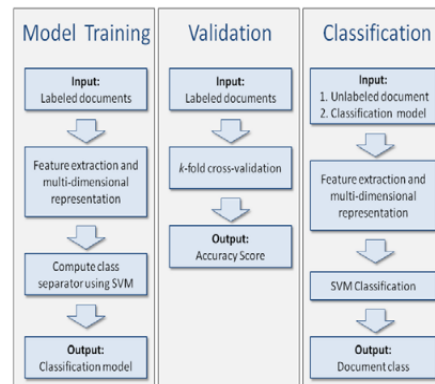 Model Training
Input:
Labeled documents
Feature extraction and
multi-dimensional
representation
Compute class
separator using SVM
Output:
Classification model
Validation
Input:
Labeled documents
k-fold cross-validation
Output:
Accuracy Score
Classification
Input:
1. Unlabeled document
2. Classification model
Feature extraction and
multi-dimensional
representation
SVM Classification
Output:
Document class